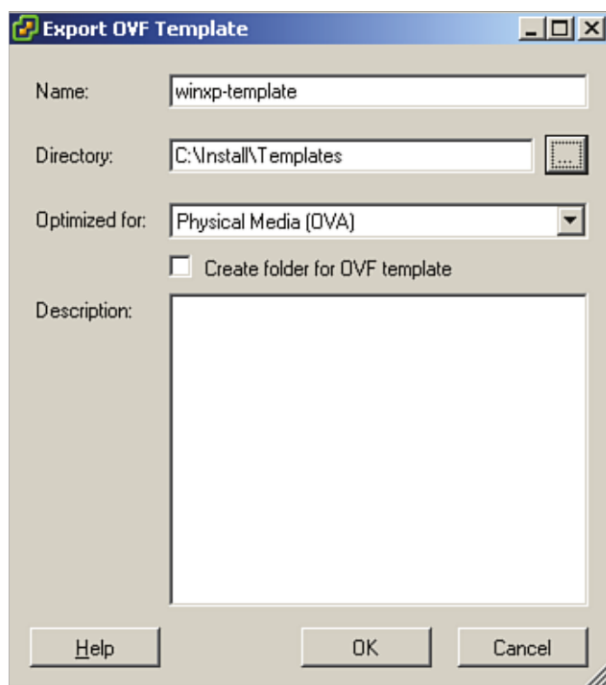 Export OVF Template
Name: winxp-template
Directory: C:\Install\Templates ...
Optimized for: Physical Media (OVA)
Create folder for OVF template
Description:
Help OK Cancel